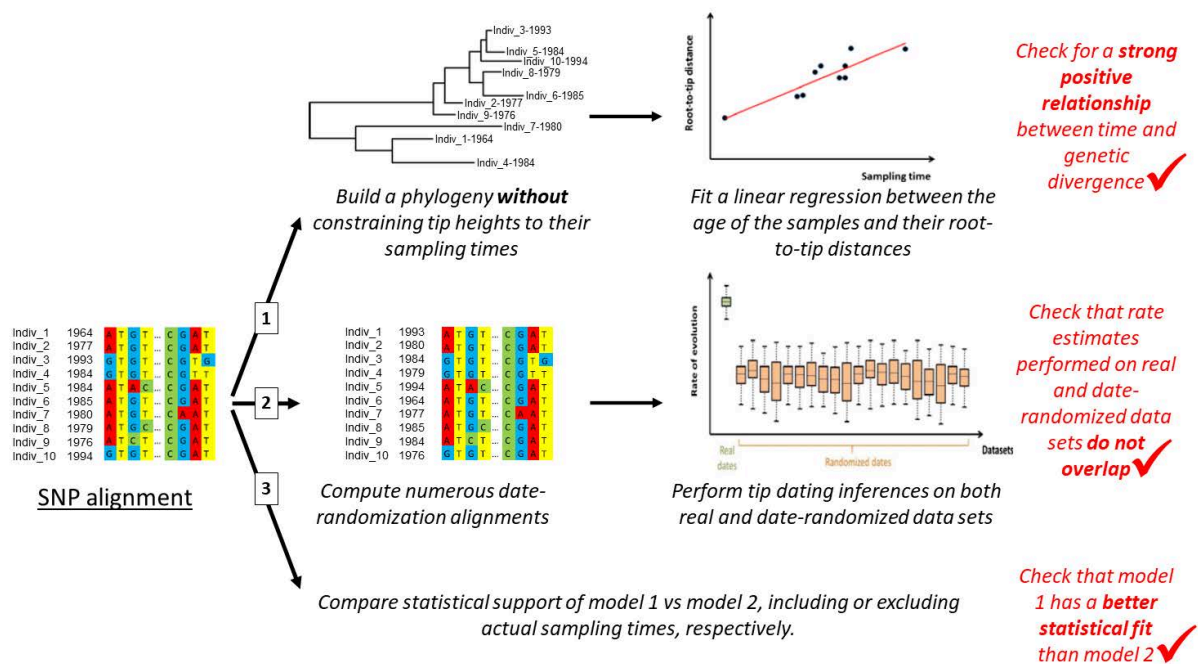 Indiv_3-1993
Indiv_5-1984
Indiv_10-1994
Indiv_8-1979
Indiv_6-1985
Indiv_2-1977
Indiv_9-1976
Indiv_7-1980
Indiv_1-1964
Indiv_4-1984
Build a phylogeny without
constraining tip heights to their
sampling times
Root-to-tip distance
Sampling time
Fit a linear regression between the
age of the samples and their root-
to-tip distances
Check for a strong
positive
relationship
between time and
genetic
divergence
1
2
3
Indiv_1 1964 A T G T ... C G A T
Indiv_2 1977 A T G T ... C G A T
Indiv_3 1993 G T G T ... C G T G
Indiv_4 1984 G T G T ... C G T T
Indiv_5 1984 A T A C ... C G A T
Indiv_6 1985 A T G T ... C G A T
Indiv_7 1980 A T G T ... C A A T
Indiv_8 1979 A T G C ... C G A T
Indiv_9 1976 A T C T ... C G A T
Indiv_10 1994 G T G T ... C G A T
SNP alignment
Indiv_1 1993 A T G T ... C G A T
Indiv_2 1980 A T G T ... C G A T
Indiv_3 1984 G T G T ... C G T G
Indiv_4 1979 G T G T ... C G T T
Indiv_5 1994 A T A C ... C G A T
Indiv_6 1964 A T G T ... C G A T
Indiv_7 1977 A T G T ... C A A T
Indiv_8 1985 A T G C ... C G A T
Indiv_9 1984 A T C T ... C G A T
Indiv_10 1976 G T G T ... C G A T
Compute numerous date-
randomization alignments
Rate of evolution
Real
dates
Randomized dates
Datasets
Perform tip dating inferences on both
real and date-randomized data sets
Check that rate
estimates
performed on real
and date-
randomized data
sets do not
overlap
Compare statistical support of model 1 vs model 2, including or excluding
actual sampling times, respectively.
Check that model
1 has a better
statistical fit
than model 2